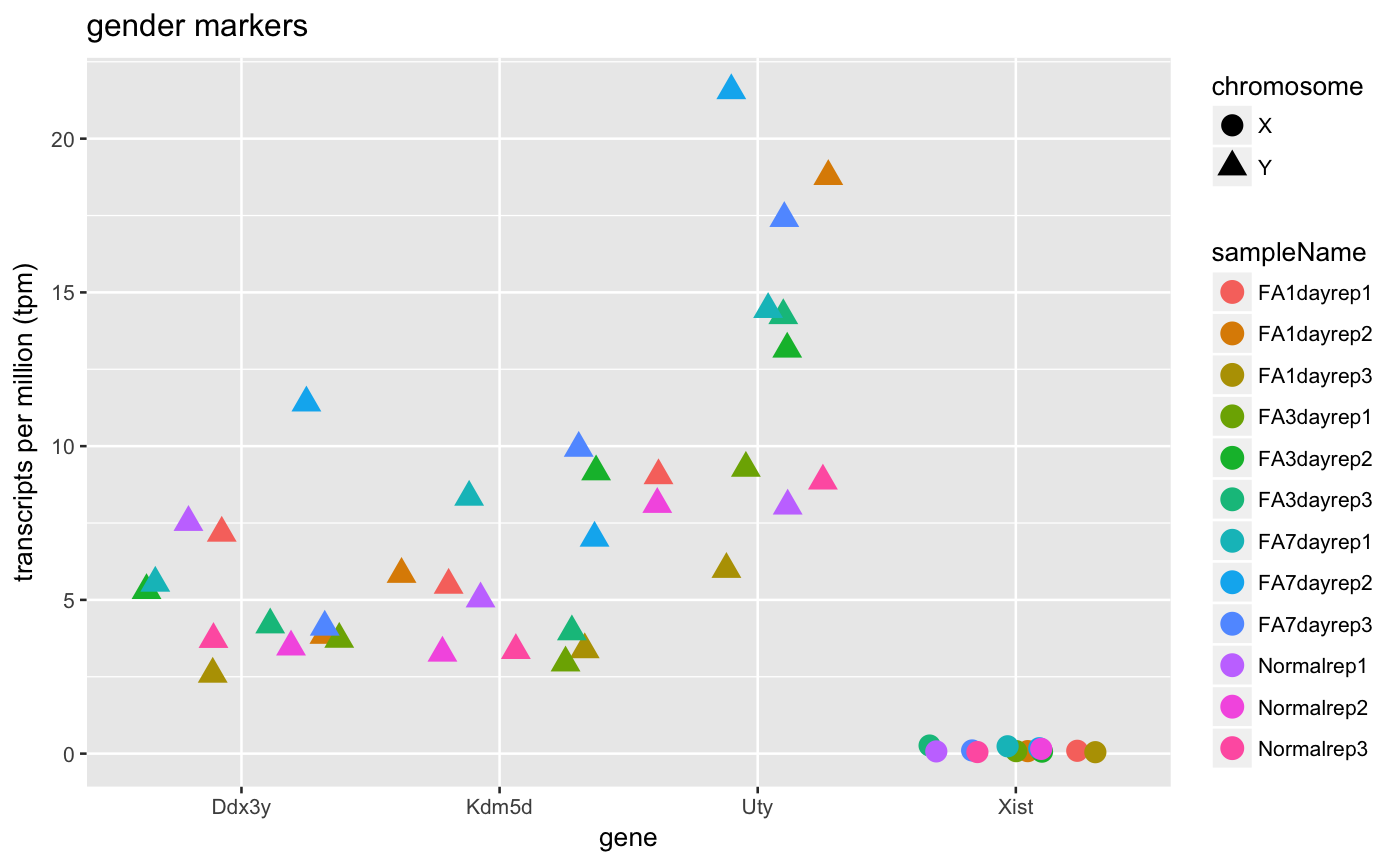 gender markers
transcripts per million (tpm)
20
15
10
5
0
Ddx3y
Kdm5d
Uty
Xist
gene
chromosome
X
Y
sampleName
FA1dayrep1
FA1dayrep2
FA1dayrep3
FA3dayrep1
FA3dayrep2
FA3dayrep3
FA7dayrep1
FA7dayrep2
FA7dayrep3
Normalrep1
Normalrep2
Normalrep3